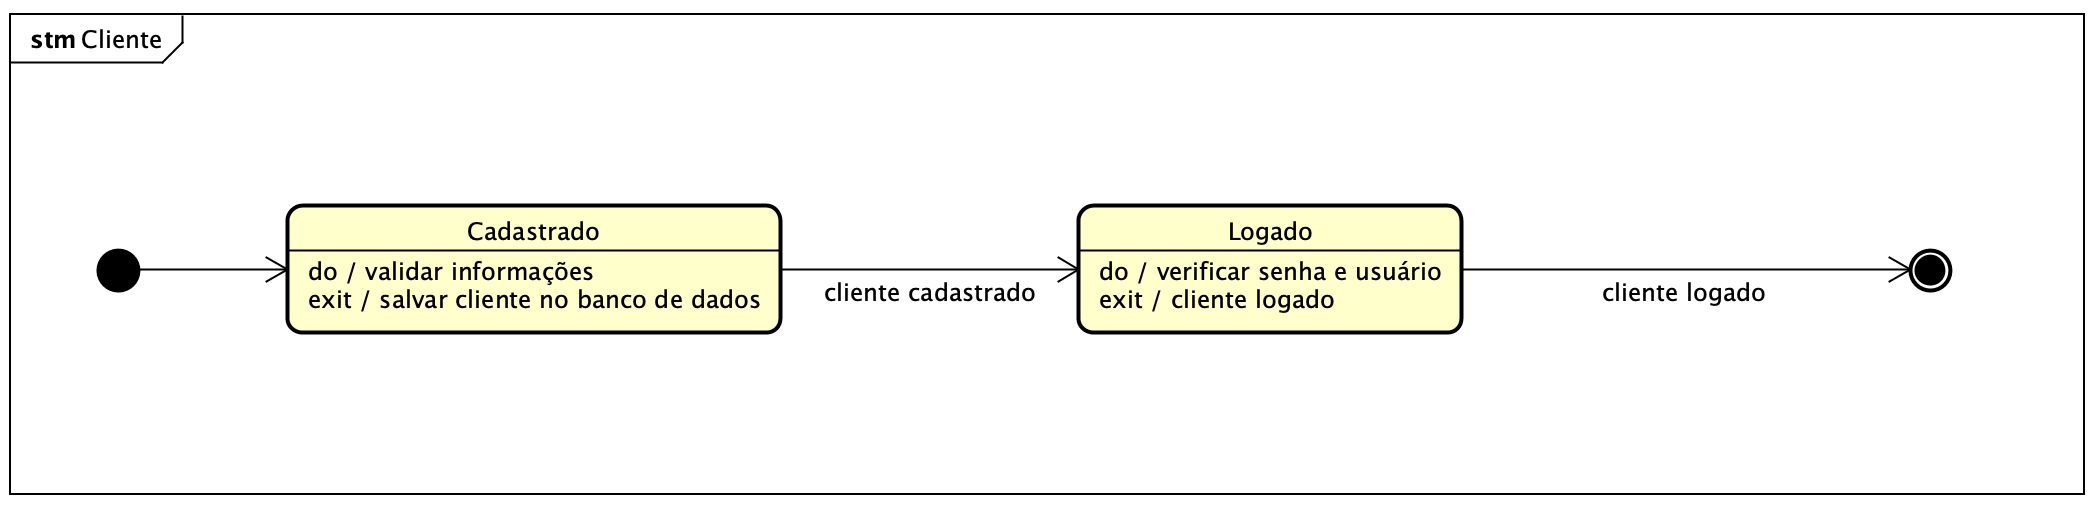 stm Cliente
Cadastrado
do / validar informações
exit / salvar cliente no banco de dados
cliente cadastrado
Logado
do / verificar senha e usuário
exit / cliente logado
cliente logado